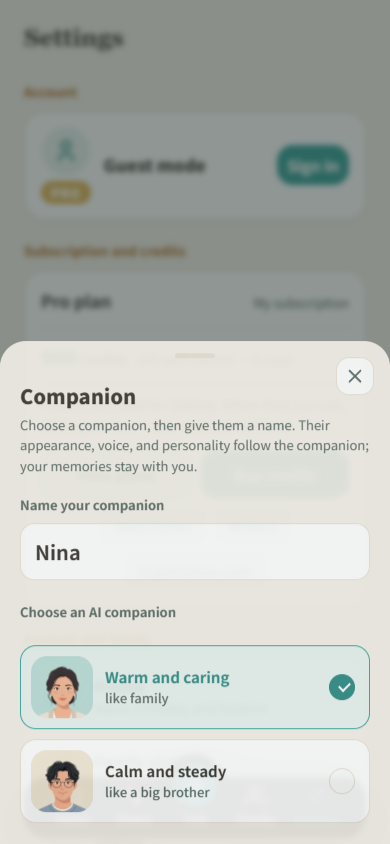 Settings
Account
Guest mode
Sign in
PRO
Subscription and credits
Pro plan
My subscription
Companion
Choose a companion, then give them a name. Their
appearance, voice, and personality follow the companion;
your memories stay with you.
Name your companion
Nina
Choose an AI companion
Warm and caring
like family
Calm and steady
like a big brother